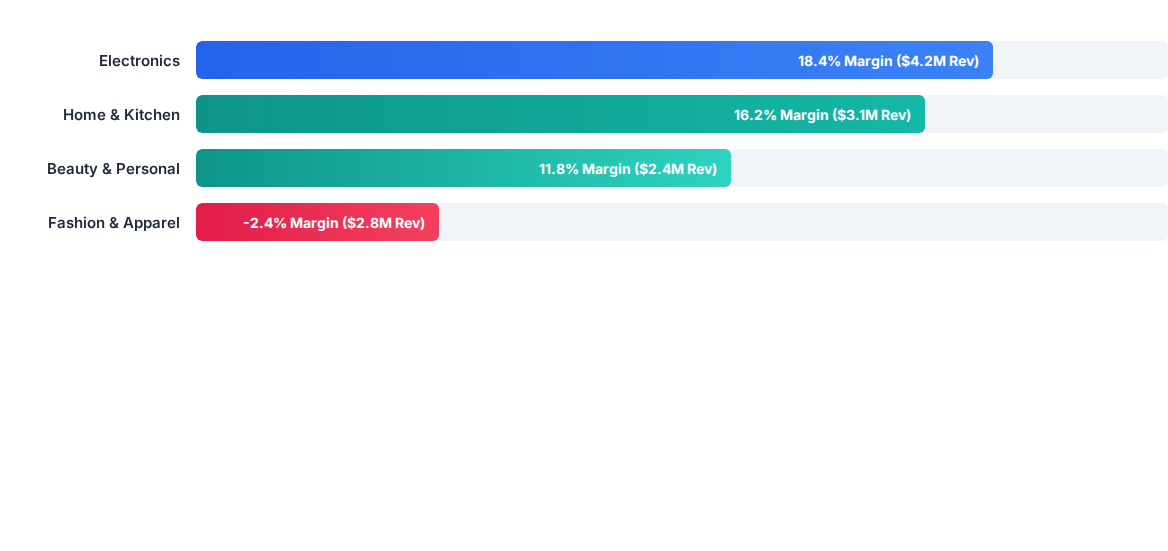 Electronics 18.4% Margin ($4.2M Rev)
Home & Kitchen 16.2% Margin ($3.1M Rev)
Beauty & Personal 11.8% Margin ($2.4M Rev)
Fashion & Apparel -2.4% Margin ($2.8M Rev)